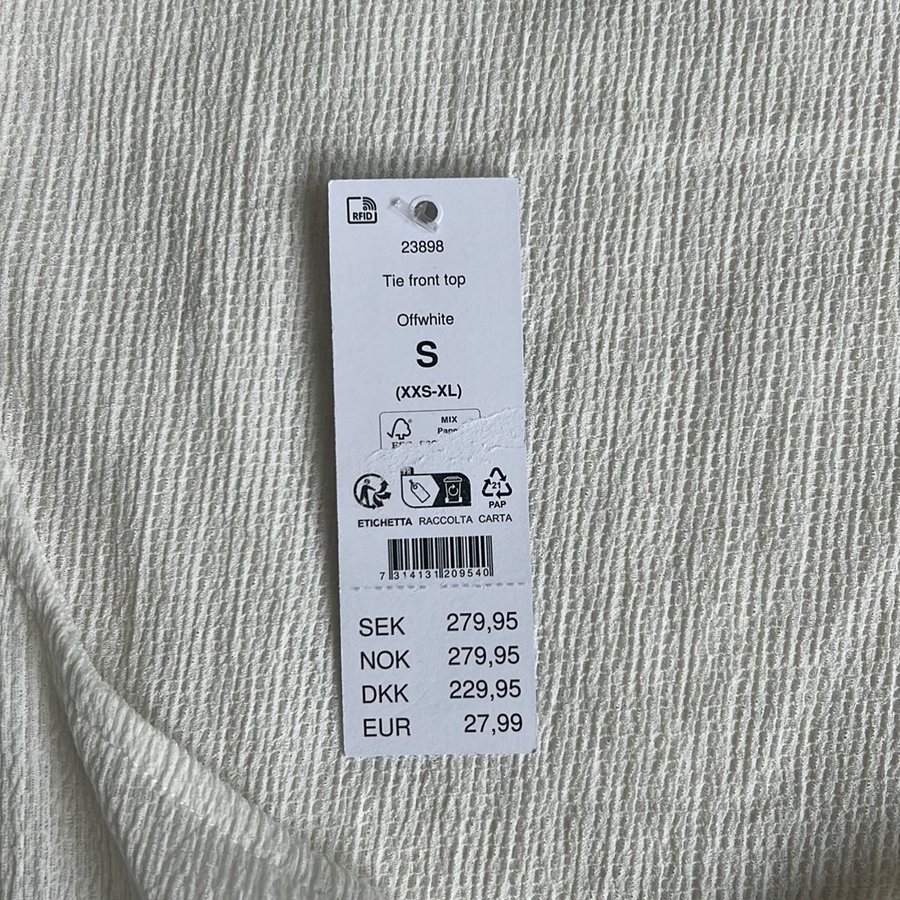 RFID
23898
Tie front top
Offwhite
S
(XXS-XL)
MIX
FR
21
PAP
ETICHETTA RACCOLTA CARTA
7 314131 209540
SEK 279,95
NOK 279,95
DKK 229,95
EUR 27,99